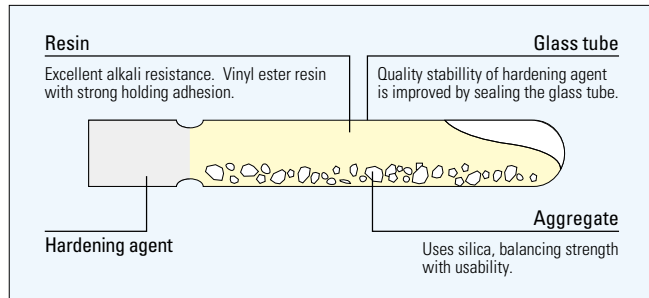 Resin
Excellent alkali resistance. Vinyl ester resin
with strong holding adhesion.
Glass tube
Quality stabillity of hardening agent
is improved by sealing the glass tube.
Hardening agent
Aggregate
Uses silica, balancing strength
with usability.